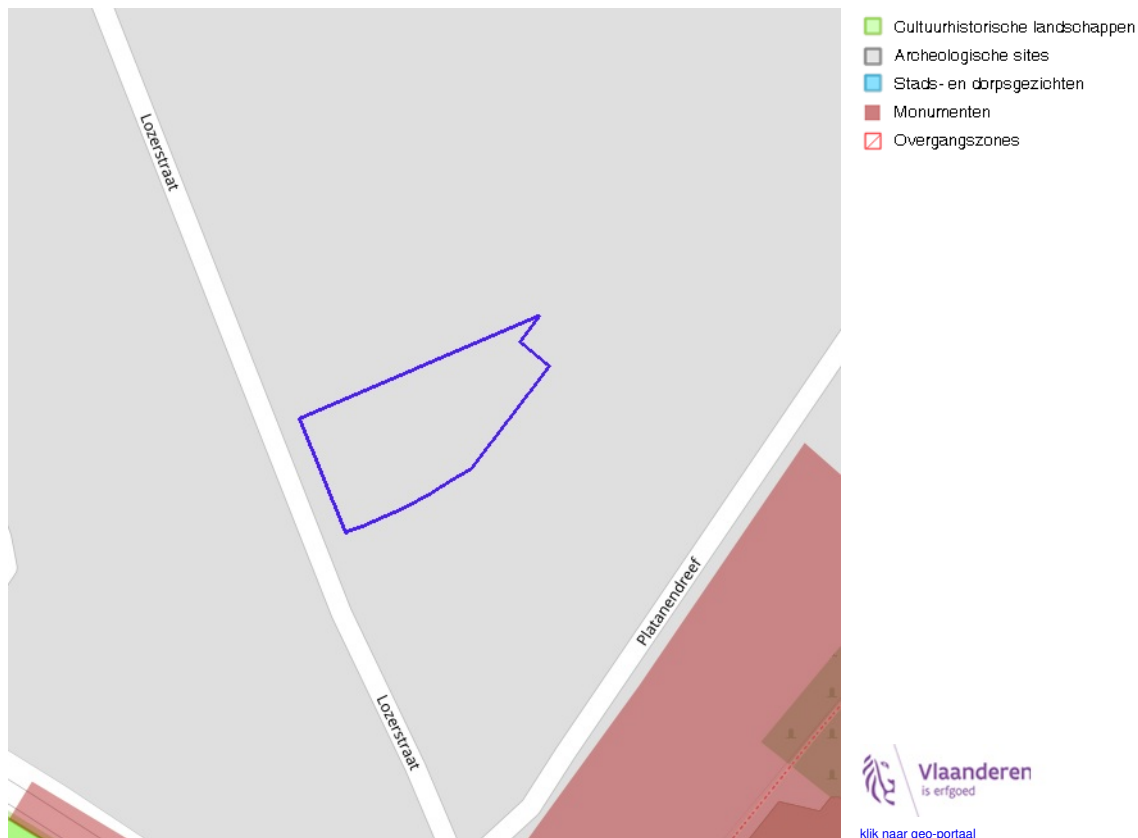 Cultuurhistorische landschappen
Archeologische sites
Stads- en dorpsgezichten
Monumenten
Overgangszones
Lozerstraat
Platanendreef
Lozerstraat
Vlaanderen
is erfgoed
klik naar geo-portaal